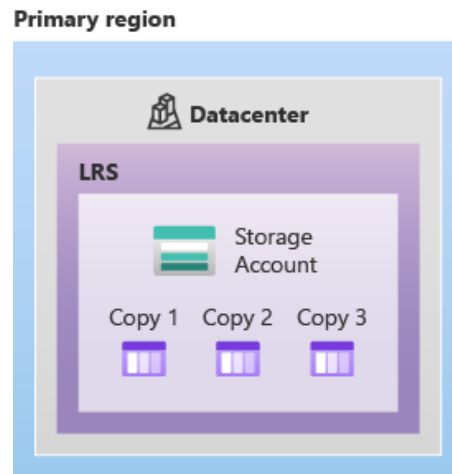 Primary region
Datacenter
LRS
Storage
Account
Copy 1 Copy 2 Copy 3